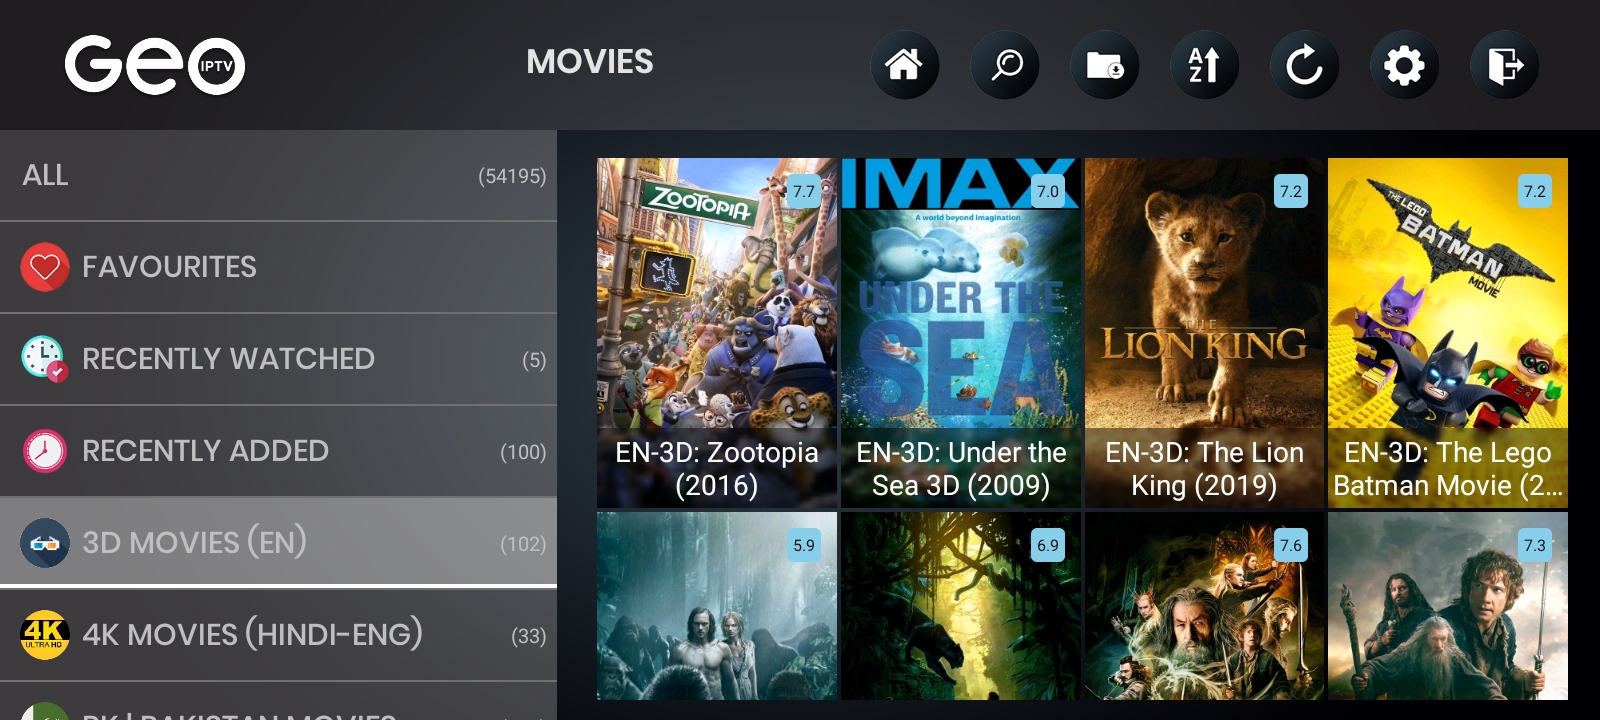 Geo
IPTV
MOVIES
A
Z
ALL
(54195)
FAVOURITES
RECENTLY WATCHED
(5)
RECENTLY ADDED
(100)
3D MOVIES (EN)
(102)
4K
ULTRA HD
4K MOVIES (HINDI-ENG)
(33)
PK | PAKISTAN MOVIES
ZOOTOPIA
7.7
EN-3D: Zootopia
(2016)
IMAX
7.0
A world beyond imagination.
UNDER THE
SEA
EN-3D: Under the
Sea 3D (2009)
7.2
THE
LION KING
EN-3D: The Lion
King (2019)
7.2
THE LEGO
BATMAN
MOVIE
EN-3D: The Lego
Batman Movie (2...
5.9
6.9
7.6
7.3